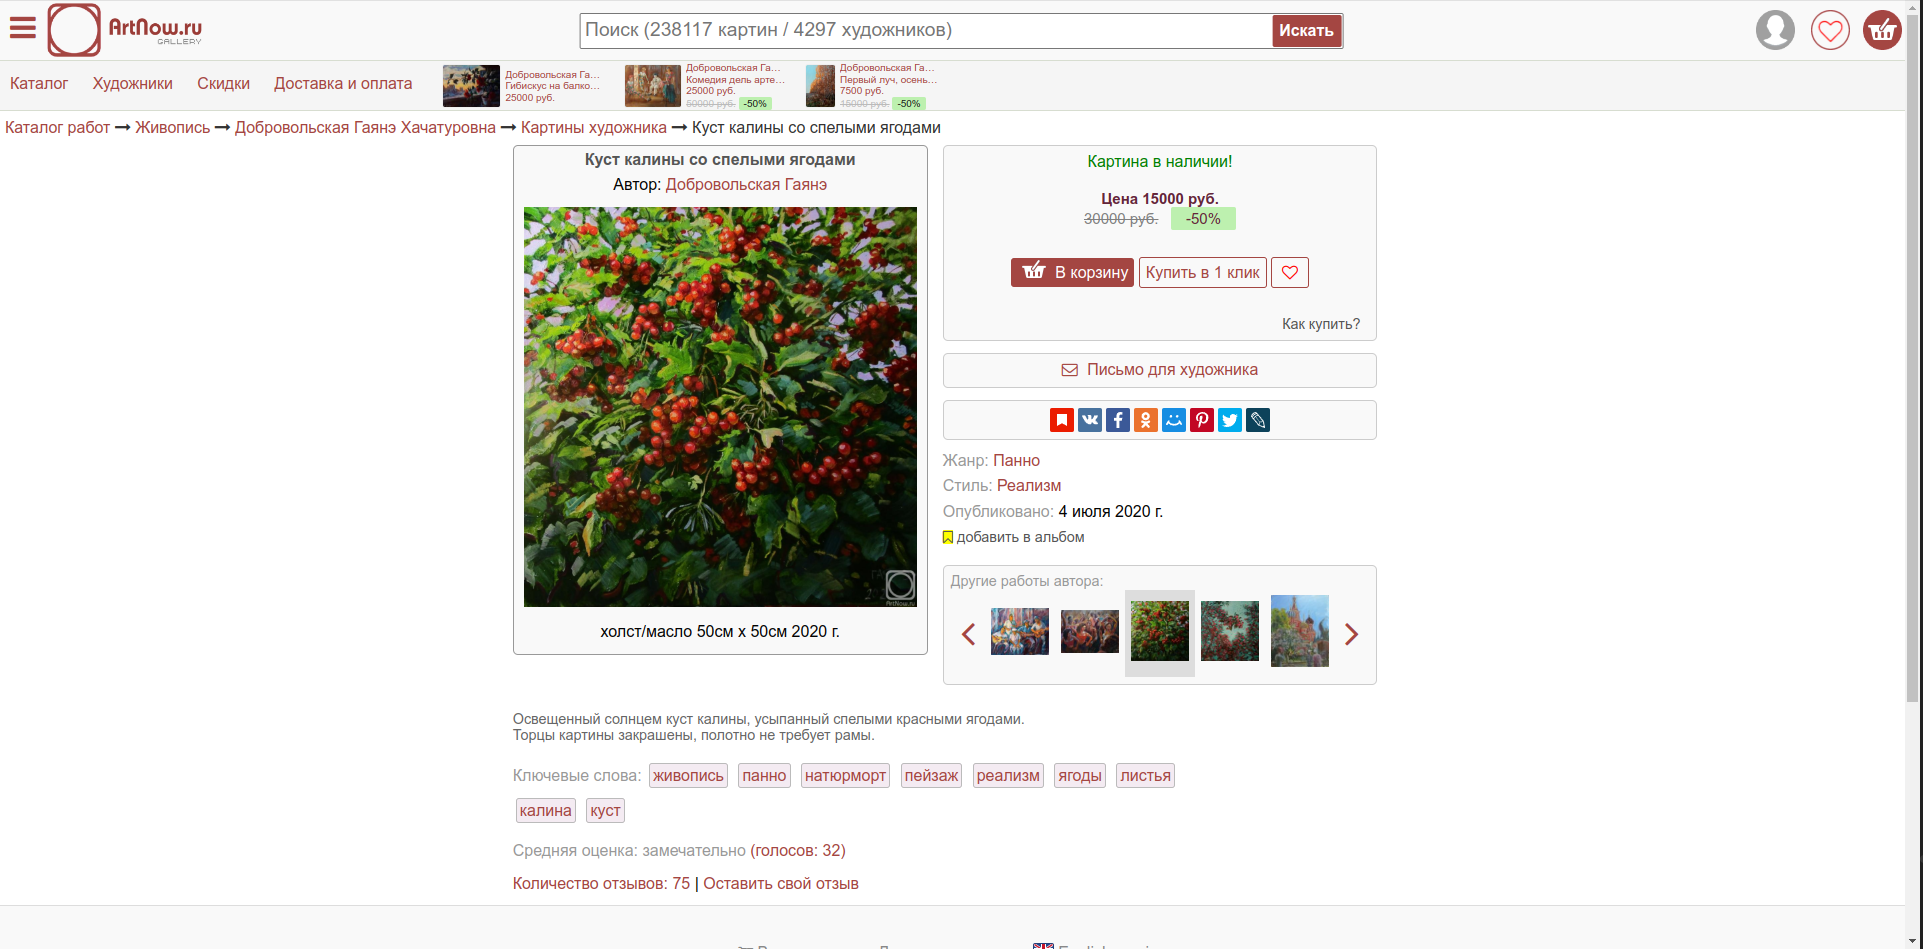 ArtNow.ru
GALLERY
Поиск (238117 картин / 4297 художников)
Искать
Каталог Художники Скидки Доставка и оплата
Добровольская Га...
Гибискус на балко...
25000 руб.
Добровольская Га...
Комедия дель арте...
25000 руб.
50000 руб. -50%
Добровольская Га...
Первый луч, осень...
7500 руб.
15000 руб. -50%
Каталог работ → Живопись → Добровольская Гаянэ Хачатуровна → Картины художника → Куст калины со спелыми ягодами
Куст калины со спелыми ягодами
Автор: Добровольская Гаянэ
ArtNow.ru
холст/масло 50см x 50см 2020 г.
Картина в наличии!
Цена 15000 руб.
30000 руб. -50%
В корзину Купить в 1 клик
Как купить?
Письмо для художника
Жанр: Панно
Стиль: Реализм
Опубликовано: 4 июля 2020 г.
добавить в альбом
Другие работы автора:
Освещенный солнцем куст калины, усыпанный спелыми красными ягодами.
Торцы картины закрашены, полотно не требует рамы.
Ключевые слова: живопись панно натюрморт пейзаж реализм ягоды листья
калина куст
Средняя оценка: замечательно (голосов: 32)
Количество отзывов: 75 | Оставить свой отзыв